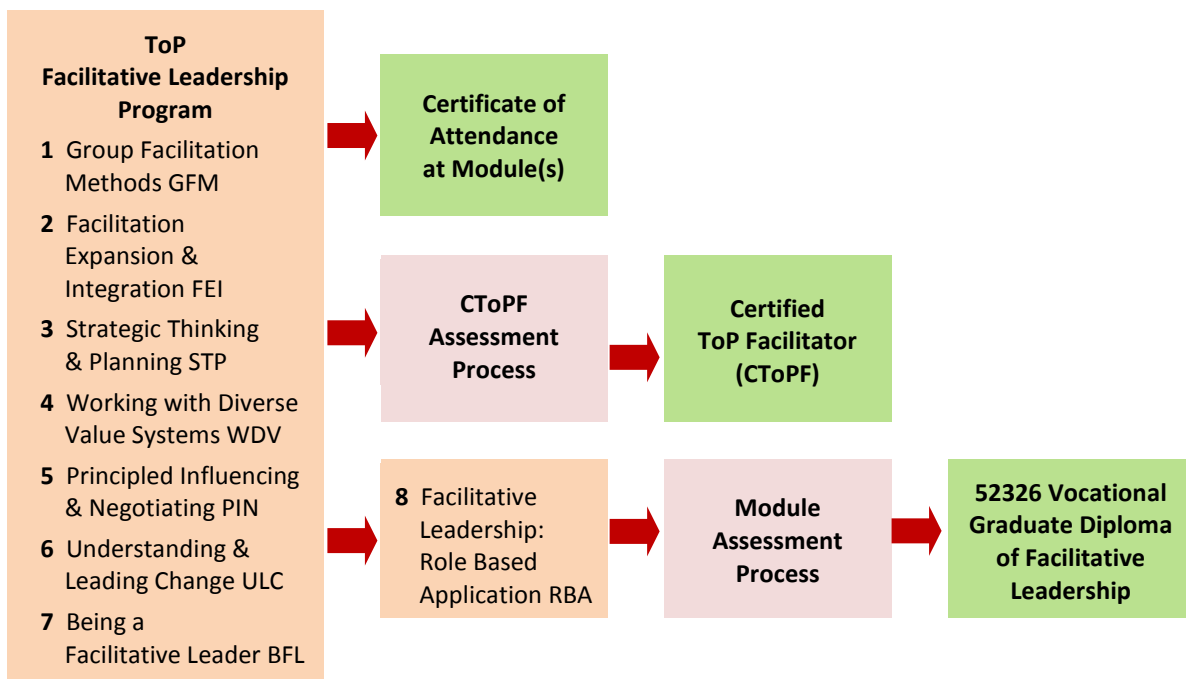 ToP
Facilitative Leadership
Program
1 Group Facilitation
Methods GFM
2 Facilitation
Expansion &
Integration FEI
3 Strategic Thinking
& Planning STP
4 Working with Diverse
Value Systems WDV
5 Principled Influencing
& Negotiating PIN
6 Understanding &
Leading Change ULC
7 Being a
Facilitative Leader BFL
Certificate of
Attendance
at Module(s)
CToPF
Assessment
Process
Certified
ToP Facilitator
(CToPF)
8 Facilitative
Leadership:
Role Based
Application RBA
Module
Assessment
Process
52326 Vocational
Graduate Diploma
of Facilitative
Leadership